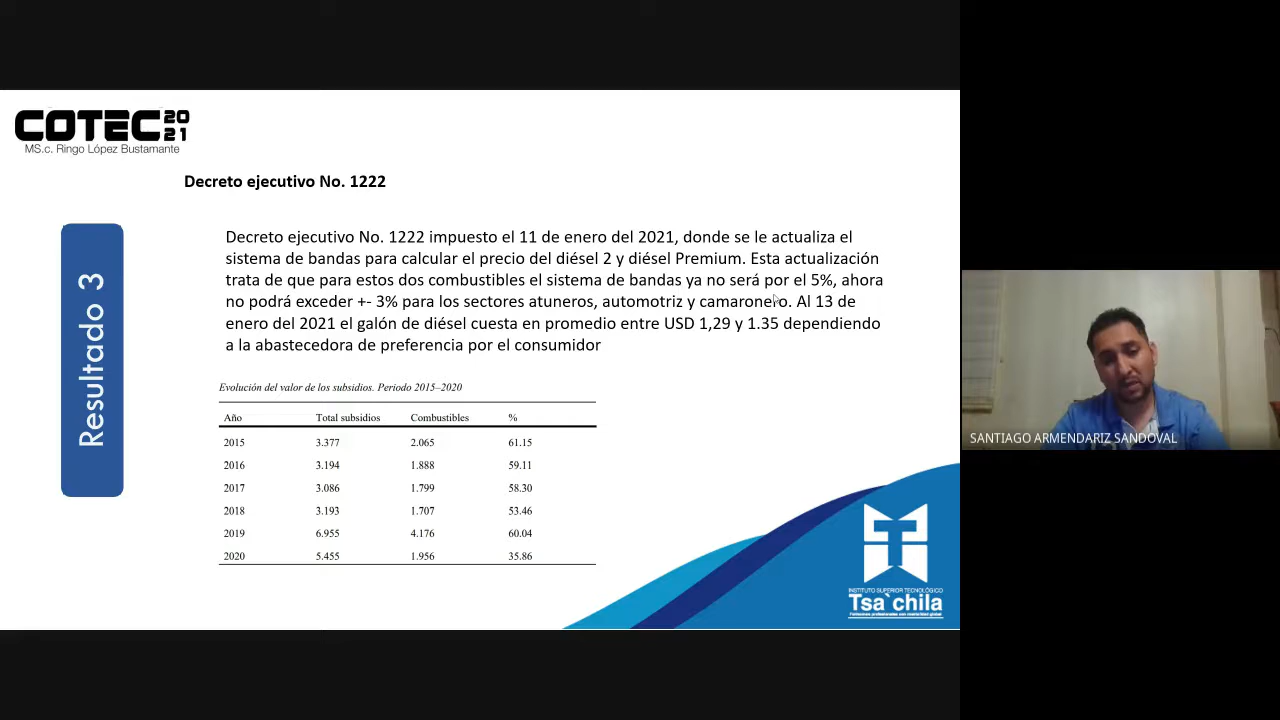 COTEC 20 21
MS.c. Ringo López Bustamante
Decreto ejecutivo No. 1222
Resultado 3
Decreto ejecutivo No. 1222 impuesto el 11 de enero del 2021, donde se le actualiza el
sistema de bandas para calcular el precio del diésel 2 y diésel Premium. Esta actualización
trata de que para estos dos combustibles el sistema de bandas ya no será por el 5%, ahora
no podrá exceder +- 3% para los sectores atuneros, automotriz y camaronero. Al 13 de
enero del 2021 el galón de diésel cuesta en promedio entre USD 1,29 y 1.35 dependiendo
a la abastecedora de preferencia por el consumidor
Evolución del valor de los subsidios. Periodo 2015–2020
Año Total subsidios Combustibles %
2015 3.377 2.065 61.15
2016 3.194 1.888 59.11
2017 3.086 1.799 58.30
2018 3.193 1.707 53.46
2019 6.955 4.176 60.04
2020 5.455 1.956 35.86
INSTITUTO SUPERIOR TECNOLÓGICO
Tsa`chila
SANTIAGO ARMENDARIZ SANDOVAL